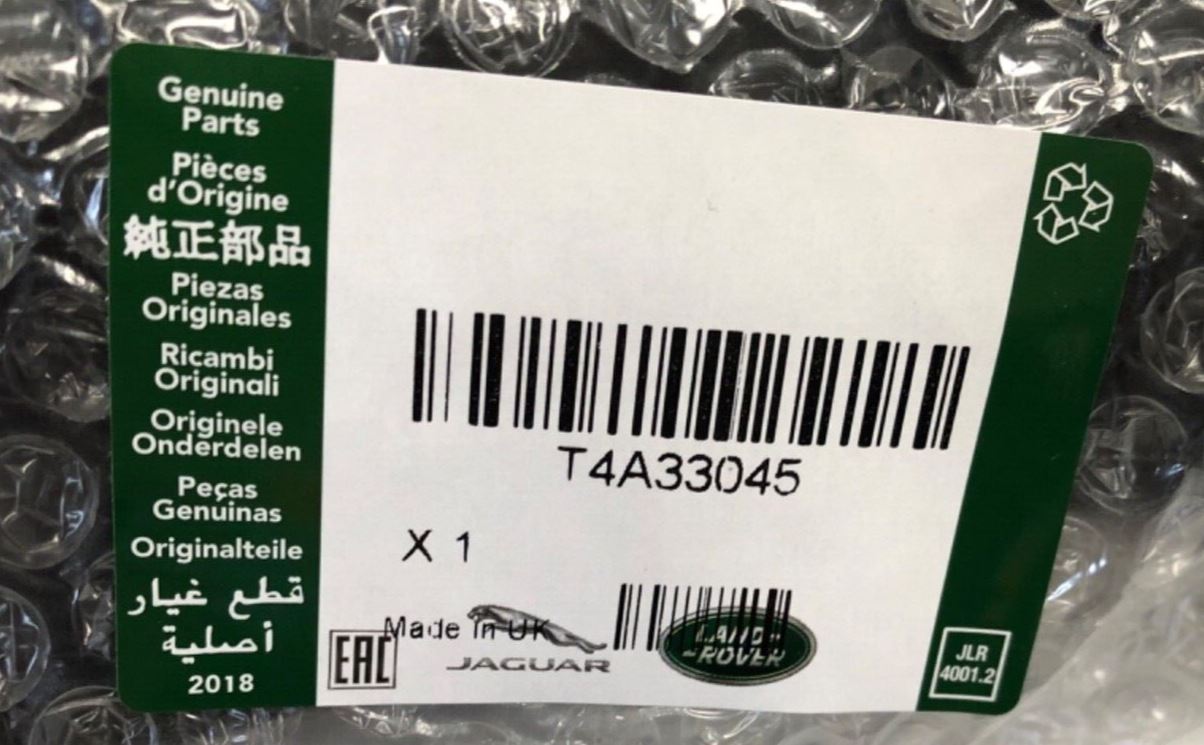 Genuine
Parts
Pièces
d'Origine
純正部品
Piezas
Originales
Ricambi
Originali
Originele
Onderdelen
Peças
Genuinas
Originalteile
قطع غيار
أصلية
2018
T4A33045
X 1
Made in UK
EAC
JAGUAR
LAND-
-ROVER
JLR
4001.2